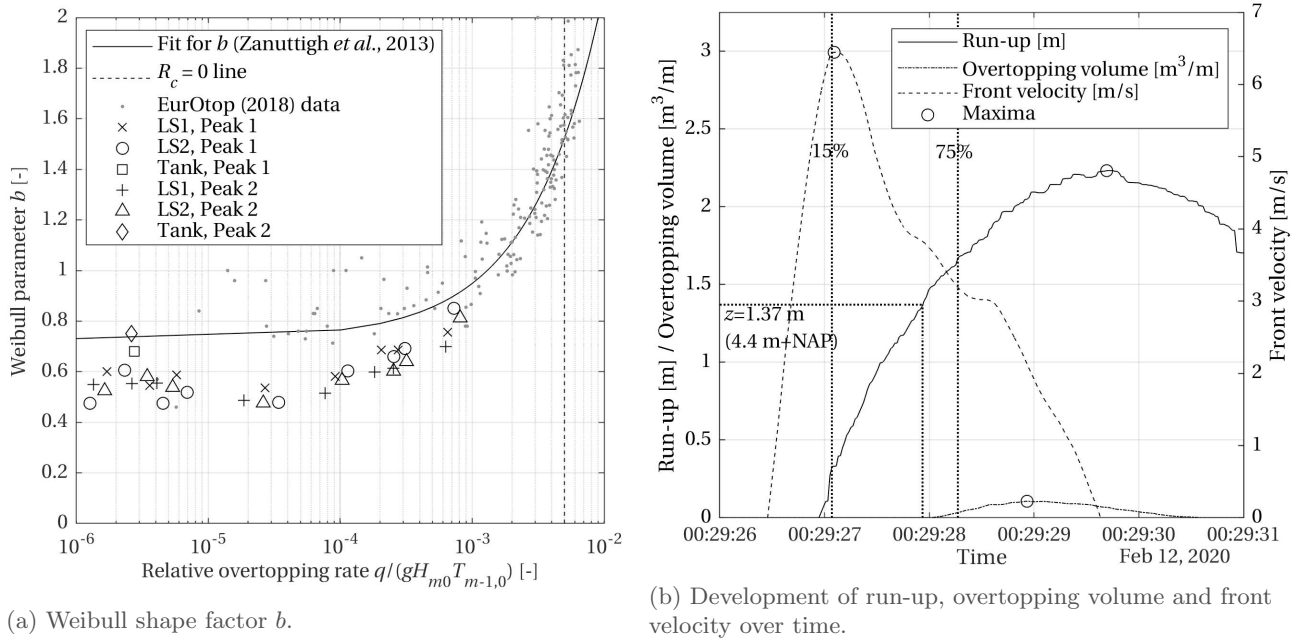 2
1.8
1.6
1.4
1.2
1
0.8
0.6
0.4
0.2
0
Weibull parameter b [-]
Fit for b (Zanuttigh et al., 2013)
R_c = 0 line
EurOtop (2018) data
LS1, Peak 1
LS2, Peak 1
Tank, Peak 1
LS1, Peak 2
LS2, Peak 2
Tank, Peak 2
10^-6 10^-5 10^-4 10^-3 10^-2
Relative overtopping rate q/(gH_m0T_m-1,0) [-]
(a) Weibull shape factor b.
3
2.5
2
1.5
1
0.5
0
Run-up [m] / Overtopping volume [m^3/m]
Run-up [m]
Overtopping volume [m^3/m]
Front velocity [m/s]
Maxima
15% 75%
z=1.37 m
(4.4 m+NAP)
7
6
5
4
3
2
1
0
Front velocity [m/s]
00:29:26 00:29:27 00:29:28 00:29:29 00:29:30 00:29:31
Time Feb 12, 2020
(b) Development of run-up, overtopping volume and front
velocity over time.